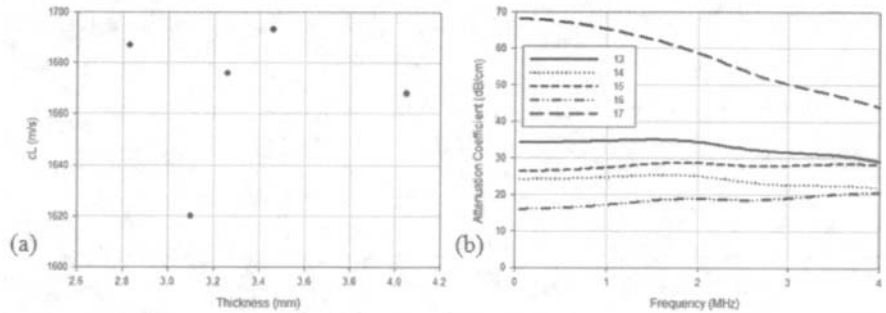 1700
1680
1660
1640
1620
1600
cL (m/s)
2.6 2.8 3.0 3.2 3.4 3.6 3.8 4.0 4.2
Thickness (mm)
(a)
70
60
50
40
30
20
10
0
Attenuation Coefficient (dB/cm)
13
14
15
16
17
0 1 2 3 4
Frequency (MHz)
(b)